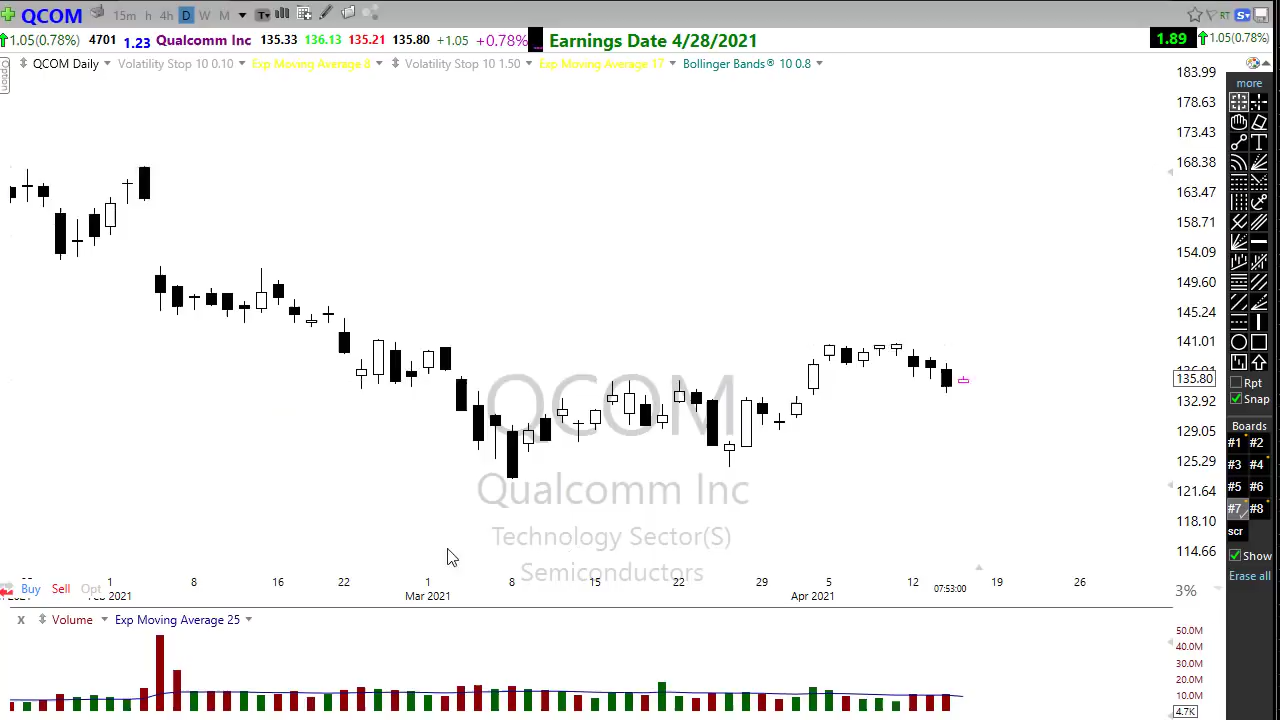 QCOM 15m h 4h D W M T RT S
1.05(0.78%) 4701 1.23 Qualcomm Inc 135.33 136.13 135.21 135.80 +1.05 +0.78% Earnings Date 4/28/2021 1.89 1.05(0.78%)
Option
QCOM Daily Volatility Stop 10 0.10 Exp Moving Average 8 Volatility Stop 10 1.50 Exp Moving Average 17 Bollinger Bands® 10 0.8
183.99
more
178.63
173.43
168.38
163.47
158.71
154.09
149.60
145.24
141.01
135.80
132.92
129.05
125.29
121.64
118.10
114.66
Rpt
Snap
Boards
#1 #2
#3 #4
#5 #6
#7 #8
scr
Show
Erase all
QCOM
Qualcomm Inc
Technology Sector(S)
Semiconductors
1 8 16 22 1 8 15 22 29 5 12 19 26
Buy Sell Opt
Feb 2021 Mar 2021 Apr 2021 07:53:00
3%
X Volume Exp Moving Average 25
50.0M
40.0M
30.0M
20.0M
10.0M
4.7K